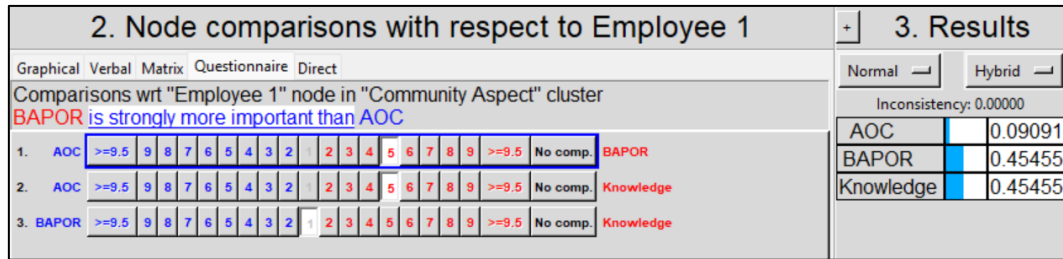 2. Node comparisons with respect to Employee 1
Graphical Verbal Matrix Questionnaire Direct
Comparisons wrt "Employee 1" node in "Community Aspect" cluster
BAPOR is strongly more important than AOC
1. AOC >=9.5 9 8 7 6 5 4 3 2 1 2 3 4 5 6 7 8 9 >=9.5 No comp. BAPOR
2. AOC >=9.5 9 8 7 6 5 4 3 2 1 2 3 4 5 6 7 8 9 >=9.5 No comp. Knowledge
3. BAPOR >=9.5 9 8 7 6 5 4 3 2 1 2 3 4 5 6 7 8 9 >=9.5 No comp. Knowledge
+ 3. Results
Normal Hybrid
Inconsistency: 0.00000
AOC 0.09091
BAPOR 0.45455
Knowledge 0.45455